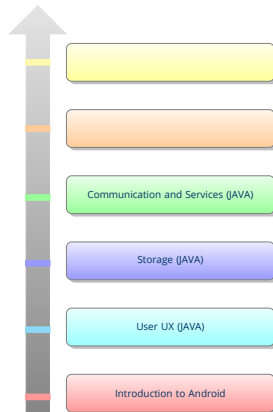 Communication and Services (JAVA)
Storage (JAVA)
User UX (JAVA)
Introduction to Android